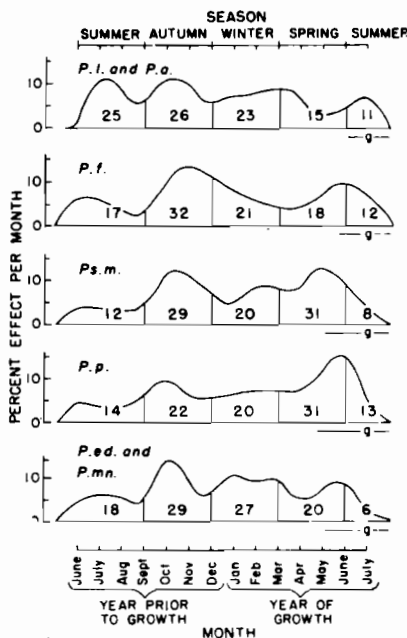 SEASON
SUMMER AUTUMN WINTER SPRING SUMMER
PERCENT EFFECT PER MONTH
P.l. and P.a.
10
0
25 26 23 15 11
g
P.f.
10
0
17 32 21 18 12
g
Ps.m.
10
0
12 29 20 31 8
g
P.p.
10
0
14 22 20 31 13
g
P.ed. and
P.mn.
10
0
18 29 27 20 6
g
June July Aug Sept Oct Nov Dec Jan Feb Mar Apr May June July
YEAR PRIOR TO GROWTH
YEAR OF GROWTH
MONTH